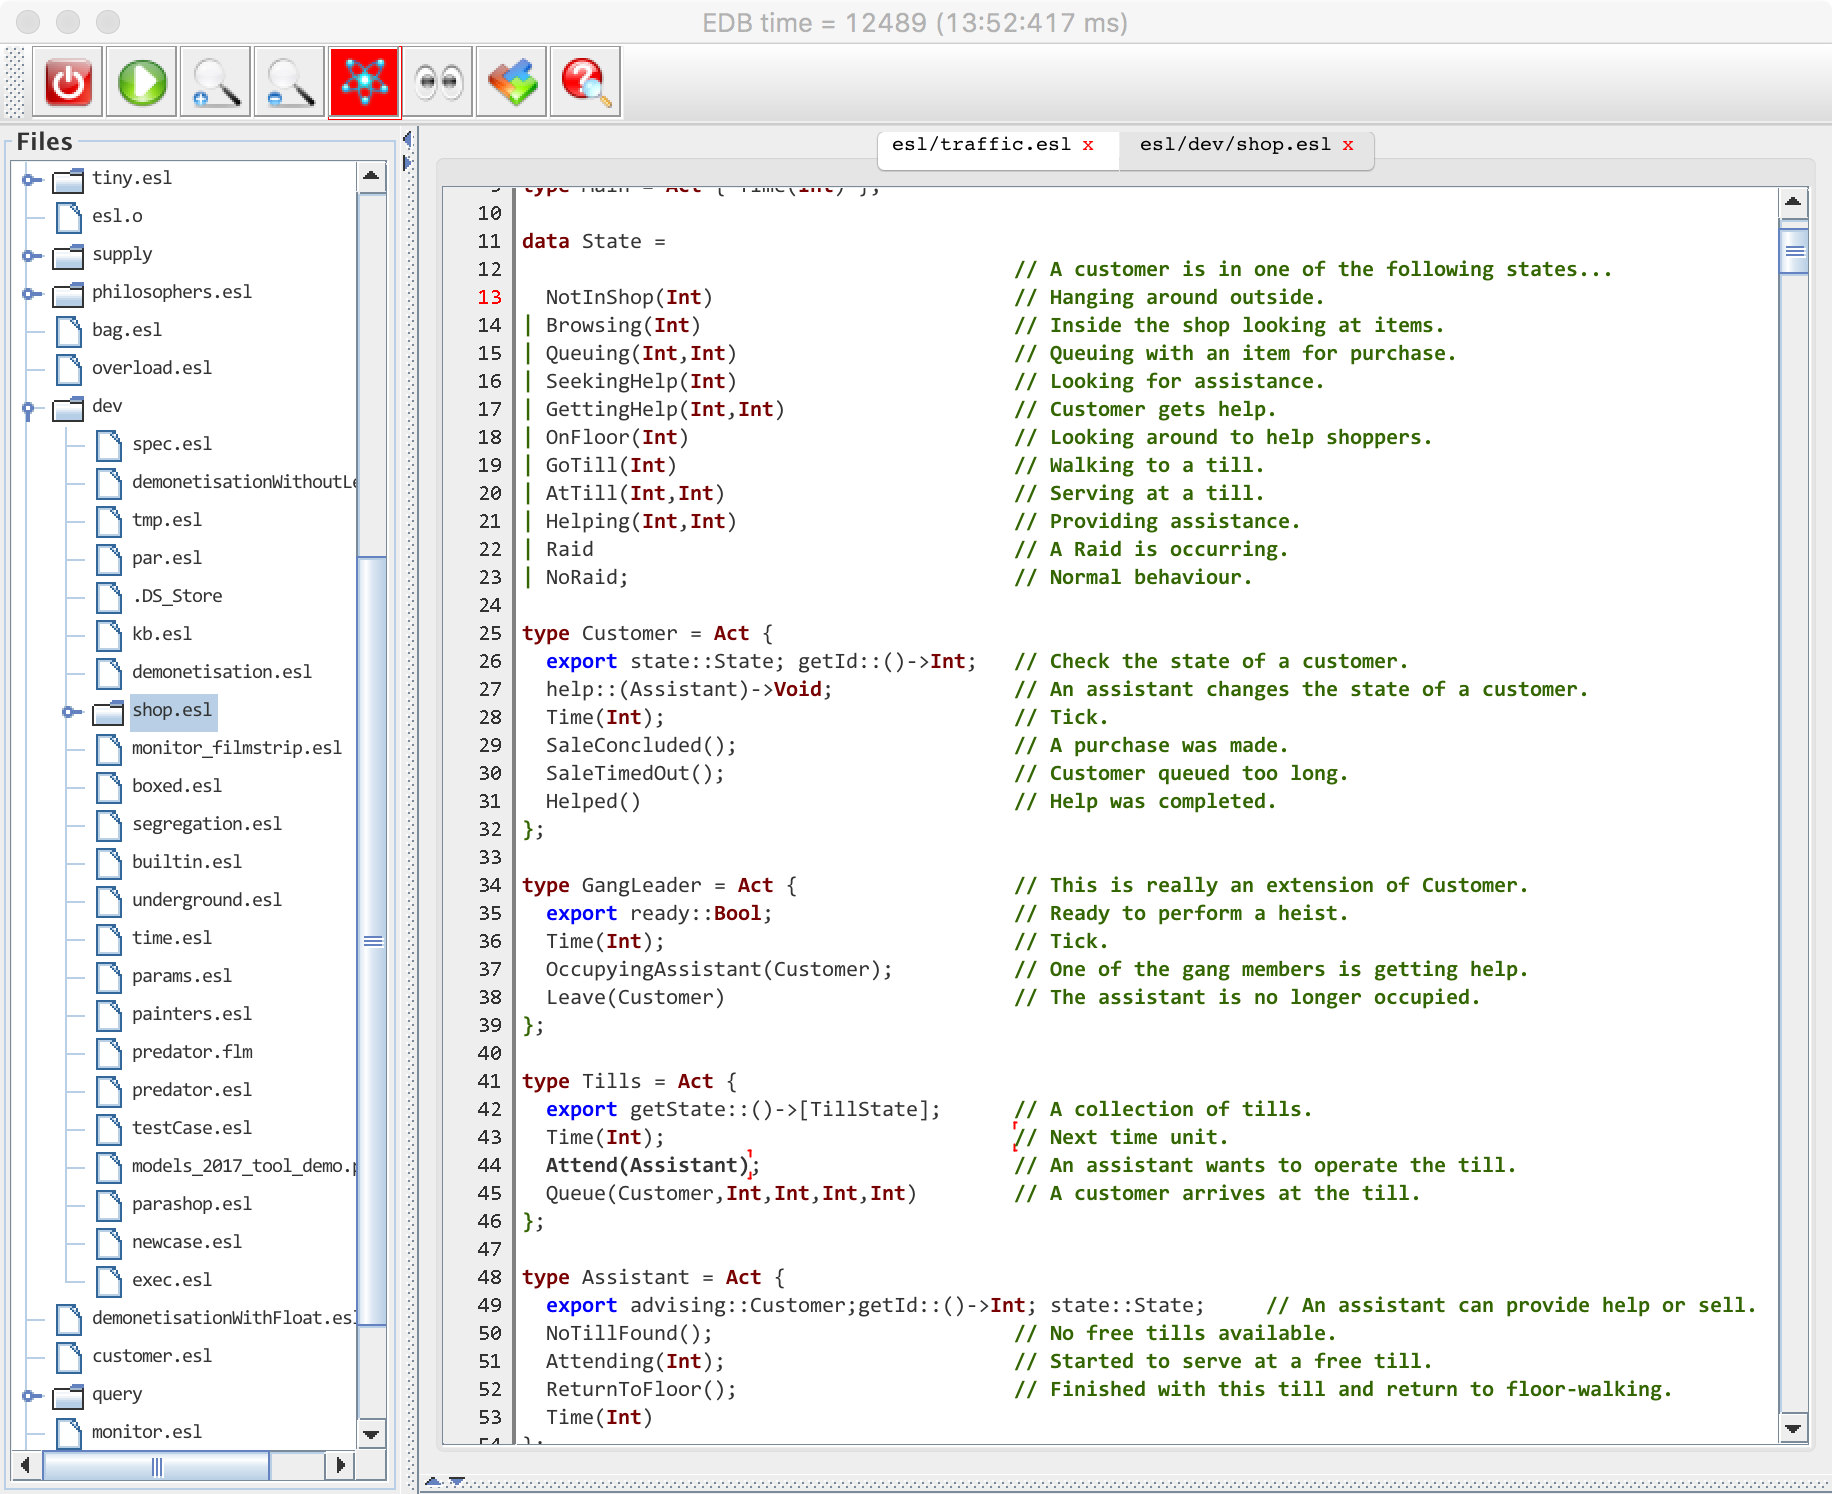 EDB time = 12489 (13:52:417 ms)
Files
tiny.esl
esl.o
supply
philosophers.esl
bag.esl
overload.esl
dev
spec.esl
demonetisationWithoutLe
tmp.esl
par.esl
.DS_Store
kb.esl
demonetisation.esl
shop.esl
monitor_filmstrip.esl
boxed.esl
segregation.esl
builtin.esl
underground.esl
time.esl
params.esl
painters.esl
predator.flm
predator.esl
testCase.esl
models_2017_tool_demo.p
parashop.esl
newcase.esl
exec.esl
demonetisationWithFloat.esl
customer.esl
query
monitor.esl
esl/traffic.esl x
esl/dev/shop.esl x
9 type Main = Act { Time(Int) };
10
11 data State =
12 // A customer is in one of the following states...
13 NotInShop(Int) // Hanging around outside.
14 | Browsing(Int) // Inside the shop looking at items.
15 | Queuing(Int,Int) // Queuing with an item for purchase.
16 | SeekingHelp(Int) // Looking for assistance.
17 | GettingHelp(Int,Int) // Customer gets help.
18 | OnFloor(Int) // Looking around to help shoppers.
19 | GoTill(Int) // Walking to a till.
20 | AtTill(Int,Int) // Serving at a till.
21 | Helping(Int,Int) // Providing assistance.
22 | Raid // A Raid is occurring.
23 | NoRaid; // Normal behaviour.
24
25 type Customer = Act {
26 export state::State; getId::()->Int; // Check the state of a customer.
27 help::(Assistant)->Void; // An assistant changes the state of a customer.
28 Time(Int); // Tick.
29 SaleConcluded(); // A purchase was made.
30 SaleTimedOut(); // Customer queued too long.
31 Helped() // Help was completed.
32 };
33
34 type GangLeader = Act { // This is really an extension of Customer.
35 export ready::Bool; // Ready to perform a heist.
36 Time(Int); // Tick.
37 OccupyingAssistant(Customer); // One of the gang members is getting help.
38 Leave(Customer) // The assistant is no longer occupied.
39 };
40
41 type Tills = Act {
42 export getState::()->[TillState]; // A collection of tills.
43 Time(Int); // Next time unit.
44 Attend(Assistant); // An assistant wants to operate the till.
45 Queue(Customer,Int,Int,Int,Int) // A customer arrives at the till.
46 };
47
48 type Assistant = Act {
49 export advising::Customer;getId::()->Int; state::State; // An assistant can provide help or sell.
50 NoTillFound(); // No free tills available.
51 Attending(Int); // Started to serve at a free till.
52 ReturnToFloor(); // Finished with this till and return to floor-walking.
53 Time(Int)
54 };